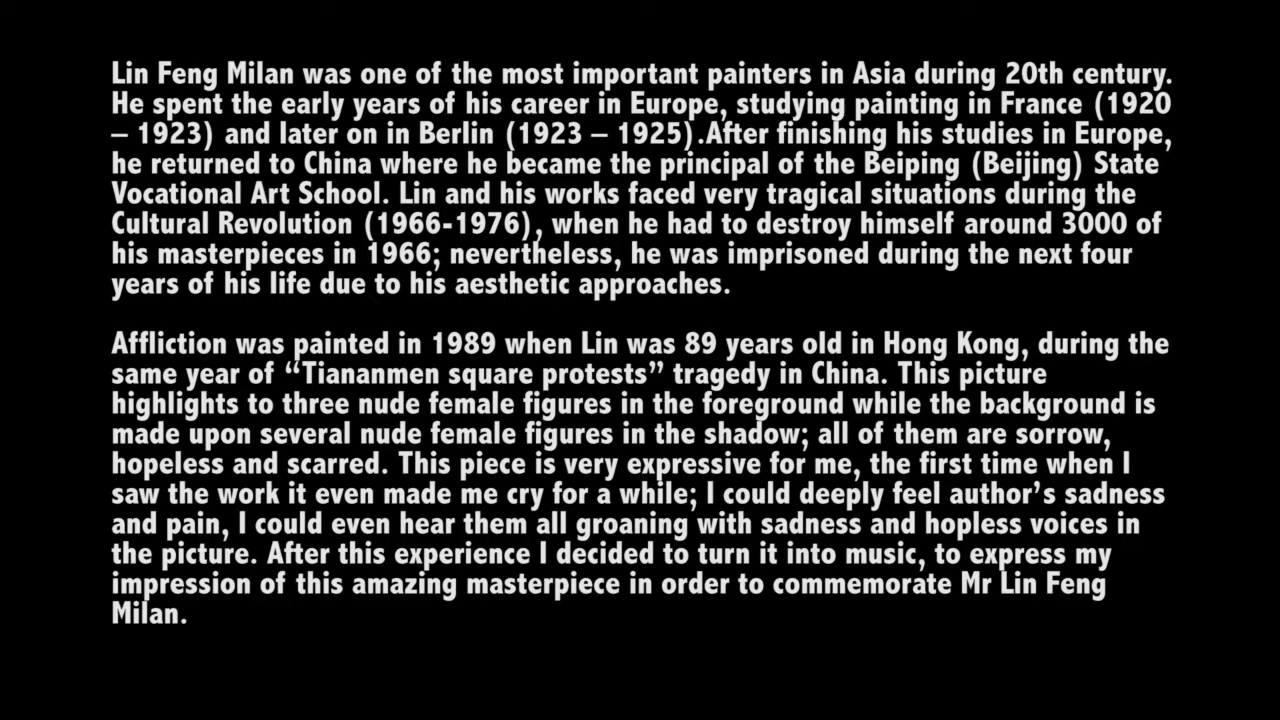 Lin Feng Milan was one of the most important painters in Asia during 20th century.
He spent the early years of his career in Europe, studying painting in France (1920
– 1923) and later on in Berlin (1923 – 1925).After finishing his studies in Europe,
he returned to China where he became the principal of the Beiping (Beijing) State
Vocational Art School. Lin and his works faced very tragical situations during the
Cultural Revolution (1966-1976), when he had to destroy himself around 3000 of
his masterpieces in 1966; nevertheless, he was imprisoned during the next four
years of his life due to his aesthetic approaches.
Affliction was painted in 1989 when Lin was 89 years old in Hong Kong, during the
same year of “Tiananmen square protests” tragedy in China. This picture
highlights to three nude female figures in the foreground while the background is
made upon several nude female figures in the shadow; all of them are sorrow,
hopeless and scarred. This piece is very expressive for me, the first time when I
saw the work it even made me cry for a while; I could deeply feel author’s sadness
and pain, I could even hear them all groaning with sadness and hopless voices in
the picture. After this experience I decided to turn it into music, to express my
impression of this amazing masterpiece in order to commemorate Mr Lin Feng
Milan.